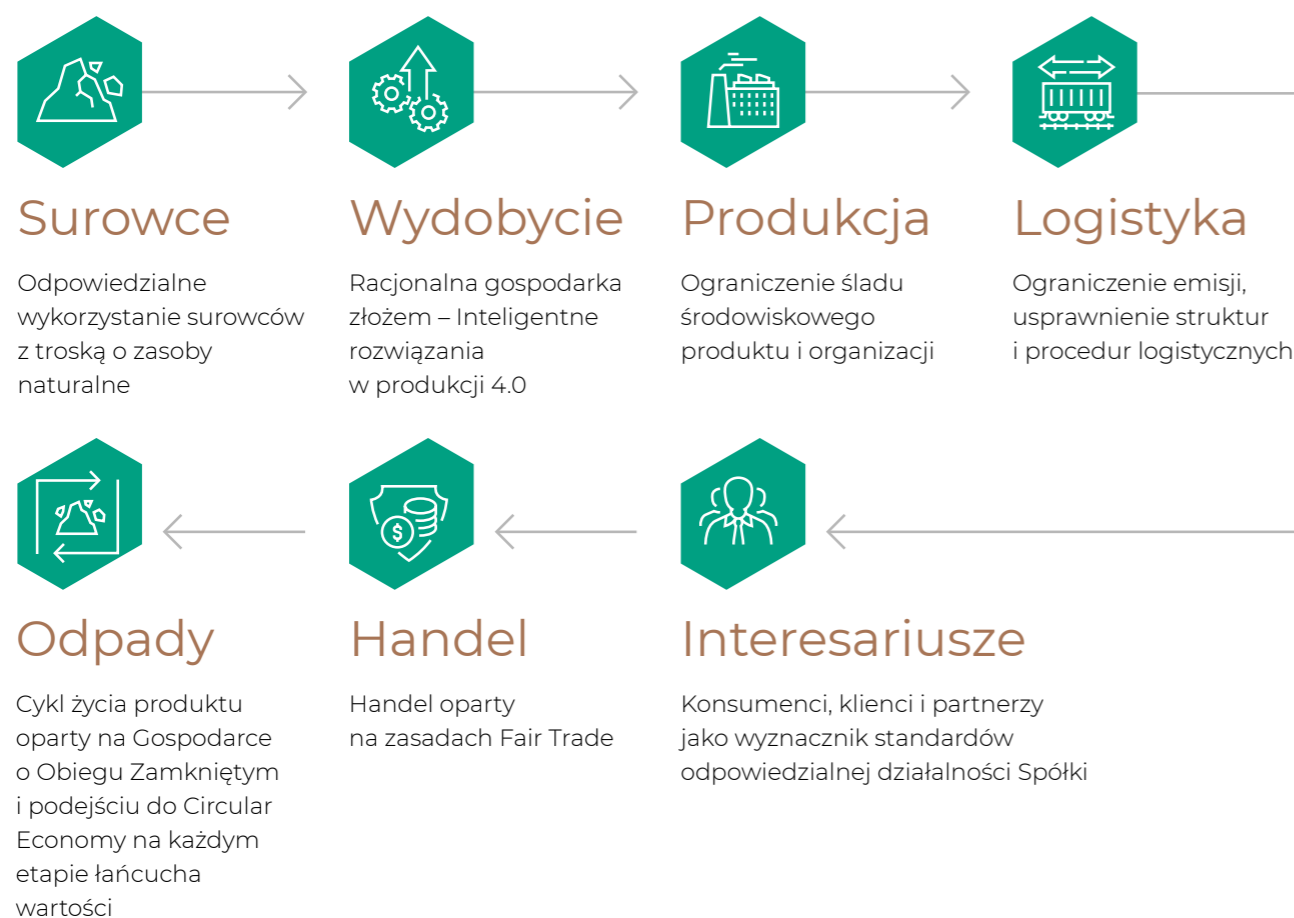 Surowce
Odpowiedzialne
wykorzystanie surowców
z troską o zasoby
naturalne
Wydobycie
Racjonalna gospodarka
złożem – Inteligentne
rozwiązania
w produkcji 4.0
Produkcja
Ograniczenie śladu
środowiskowego
produktu i organizacji
Logistyka
Ograniczenie emisji,
usprawnienie struktur
i procedur logistycznych
Interesariusze
Konsumenci, klienci i partnerzy
jako wyznacznik standardów
odpowiedzialnej działalności Spółki
$
Handel
Handel oparty
na zasadach Fair Trade
Odpady
Cykl życia produktu
oparty na Gospodarce
o Obiegu Zamkniętym
i podejściu do Circular
Economy na każdym
etapie łańcucha
wartości